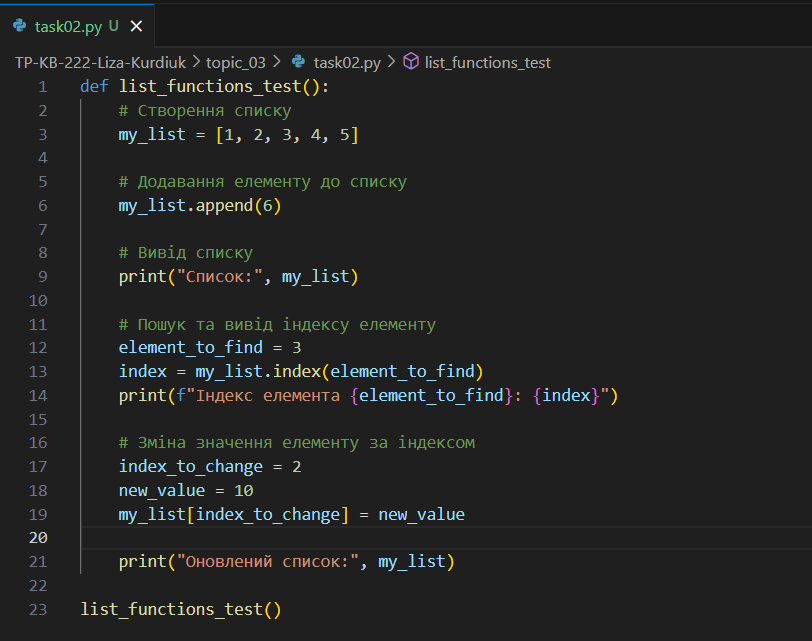 task02.py U ×
TP-KB-222-Liza-Kurdiuk > topic_03 > task02.py > list_functions_test
1 def list_functions_test():
2     # Створення списку
3     my_list = [1, 2, 3, 4, 5]
4
5     # Додавання елементу до списку
6     my_list.append(6)
7
8     # Вивід списку
9     print("Список:", my_list)
10
11     # Пошук та вивід індексу елементу
12     element_to_find = 3
13     index = my_list.index(element_to_find)
14     print(f"Індекс елемента {element_to_find}: {index}")
15
16     # Зміна значення елементу за індексом
17     index_to_change = 2
18     new_value = 10
19     my_list[index_to_change] = new_value
20
21     print("Оновлений список:", my_list)
22
23 list_functions_test()